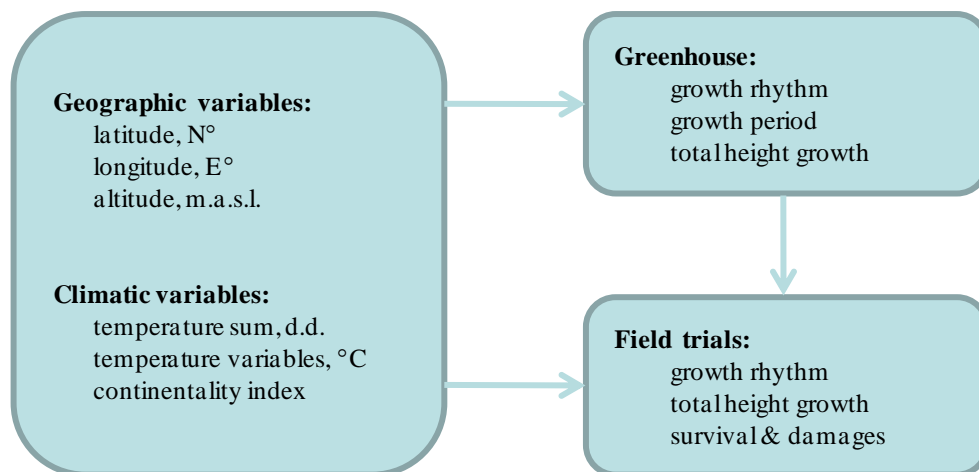 Geographic variables:
latitude, N°
longitude, E°
altitude, m.a.s.l.
Climatic variables:
temperature sum, d.d.
temperature variables, °C
continentality index
Greenhouse:
growth rhythm
growth period
total height growth
Field trials:
growth rhythm
total height growth
survival & damages